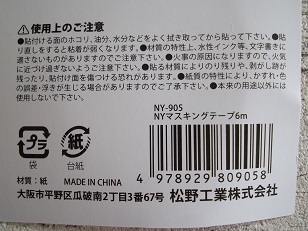 ⚠使用上のご注意
●貼付ける面のホコリ、油分、水分などをよく拭き取ってから貼って下さい。●貼
り直しをすると粘着が弱くなります。●材質の特性上、水性インク等、文字書きに
適さないものがありますのでご注意下さい。●火事の原因になりますので、火
気に近づけ過ぎないようご注意下さい。●材質によりのり残りや、剥がし跡が
残ったり、貼付け面を傷つける恐れがあります。●紙質の特性により、かすれ・色
の誤差・浮きが生じる場合がありますのでご了承下さい。●本来の用途以外に
は使用しないで下さい。
NY-905
NYマスキングテープ6m
プラ
袋
紙
台紙
材質:紙 MADE IN CHINA
4 978929 809058
大阪市平野区瓜破南2丁目3番67号 松野工業株式会社